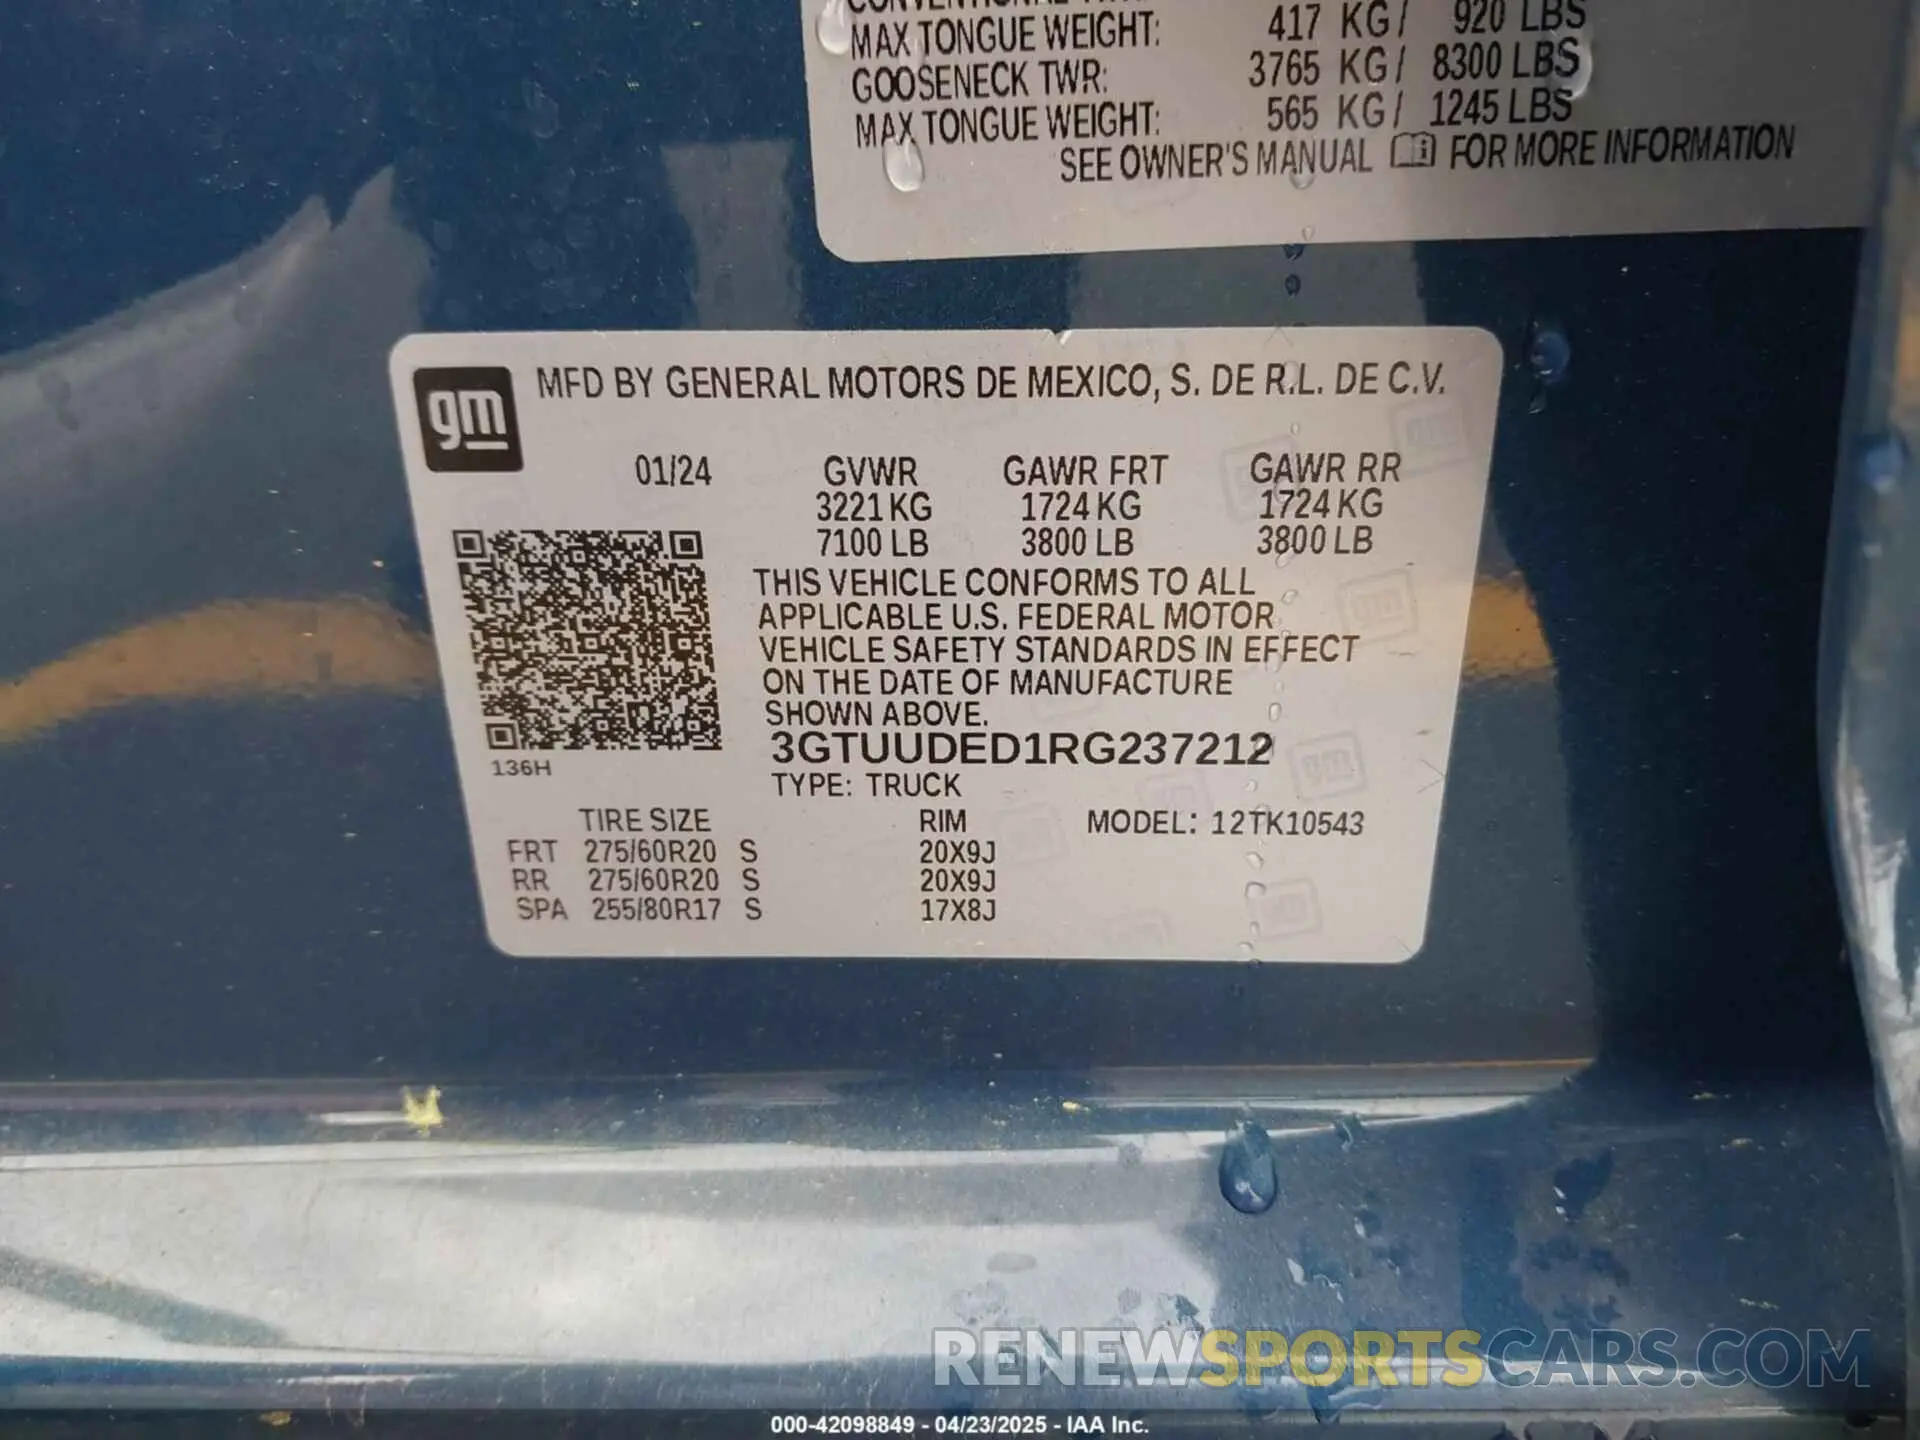 MAX TONGUE WEIGHT: 417 KG/ 920 LBS
GOOSENECK TWR: 3765 KG/ 8300 LBS
MAX TONGUE WEIGHT: 565 KG/ 1245 LBS
SEE OWNER'S MANUAL FOR MORE INFORMATION
gm
MFD BY GENERAL MOTORS DE MEXICO, S. DE R.L. DE C.V.
01/24 GVWR GAWR FRT GAWR RR
3221 KG 1724 KG 1724 KG
7100 LB 3800 LB 3800 LB
THIS VEHICLE CONFORMS TO ALL
APPLICABLE U.S. FEDERAL MOTOR
VEHICLE SAFETY STANDARDS IN EFFECT
ON THE DATE OF MANUFACTURE
SHOWN ABOVE.
3GTUUDED1RG237212
136H
TYPE: TRUCK
TIRE SIZE RIM MODEL: 12TK10543
FRT 275/60R20 S 20X9J
RR 275/60R20 S 20X9J
SPA 255/80R17 S 17X8J
RENEWSPORTSCARS.COM
000-42098849 - 04/23/2025 - IAA Inc.